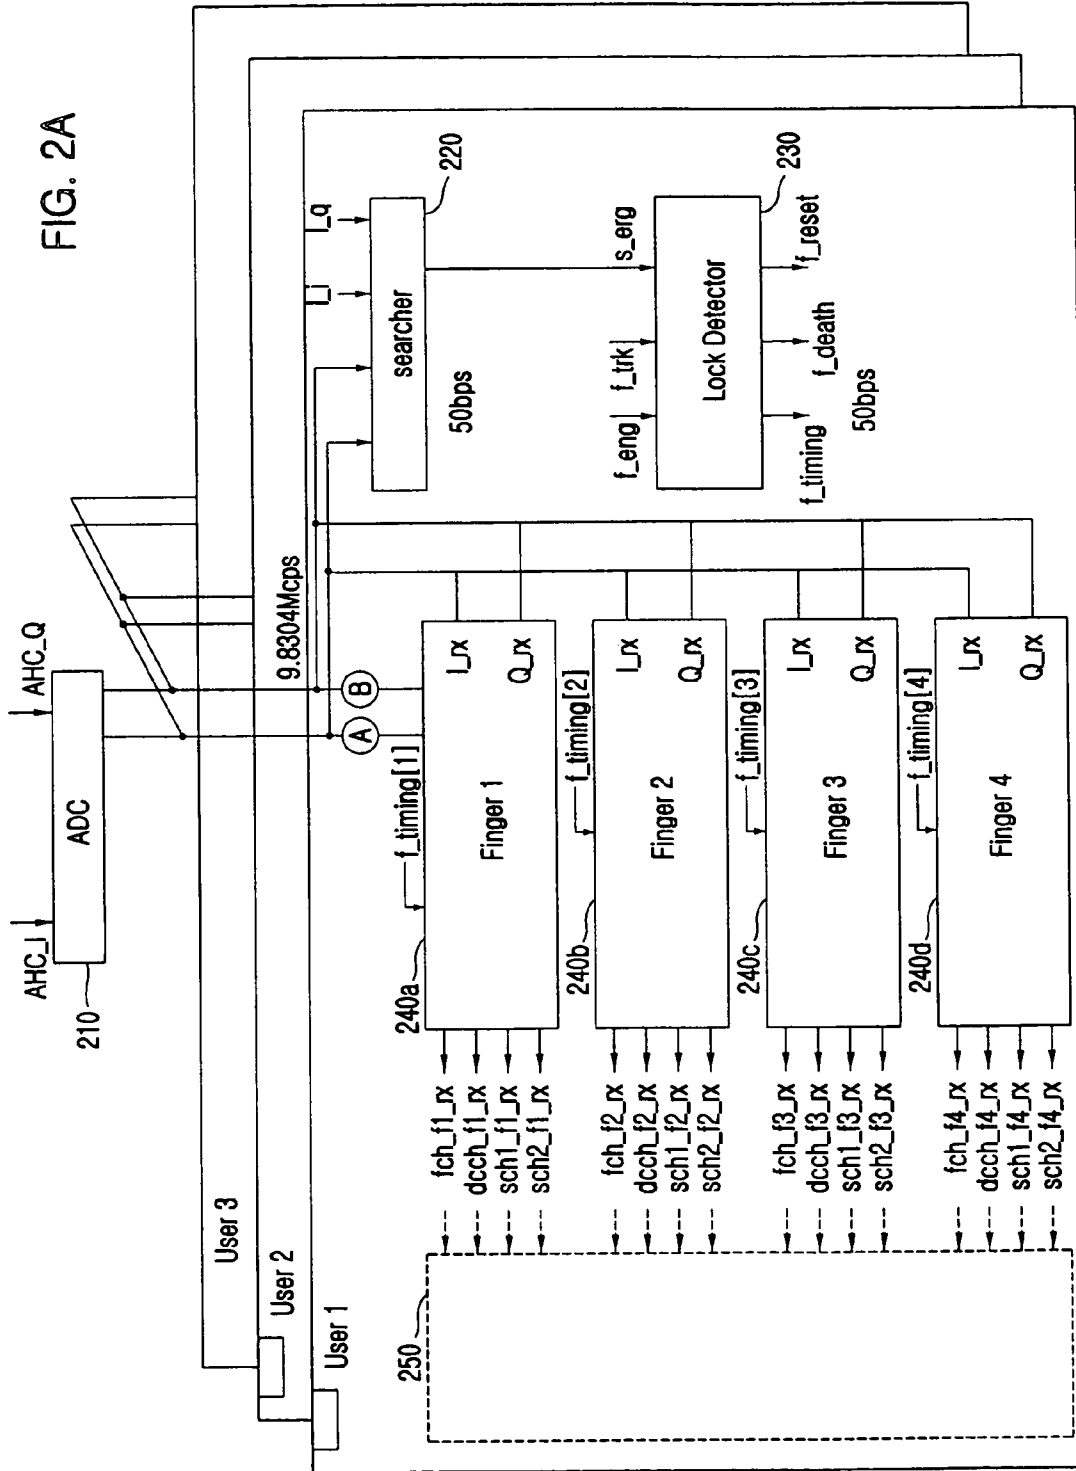 FIG. 2A
AHC_I
AHC_Q
ADC
210
User 3
User 2
User 1
9.8304Mcps
A
B
i_i
i_q
searcher
220
50bps
s_erg
f_eng
f_trk
Lock Detector
230
f_timing
f_death
f_reset
50bps
f_timing[1]
240a
Finger 1
I_rx
Q_rx
fch_f1_rx
dcch_f1_rx
sch1_f1_rx
sch2_f1_rx
f_timing[2]
240b
Finger 2
I_rx
Q_rx
fch_f2_rx
dcch_f2_rx
sch1_f2_rx
sch2_f2_rx
f_timing[3]
240c
Finger 3
I_rx
Q_rx
fch_f3_rx
dcch_f3_rx
sch1_f3_rx
sch2_f3_rx
f_timing[4]
240d
Finger 4
I_rx
Q_rx
fch_f4_rx
dcch_f4_rx
sch1_f4_rx
sch2_f4_rx
250